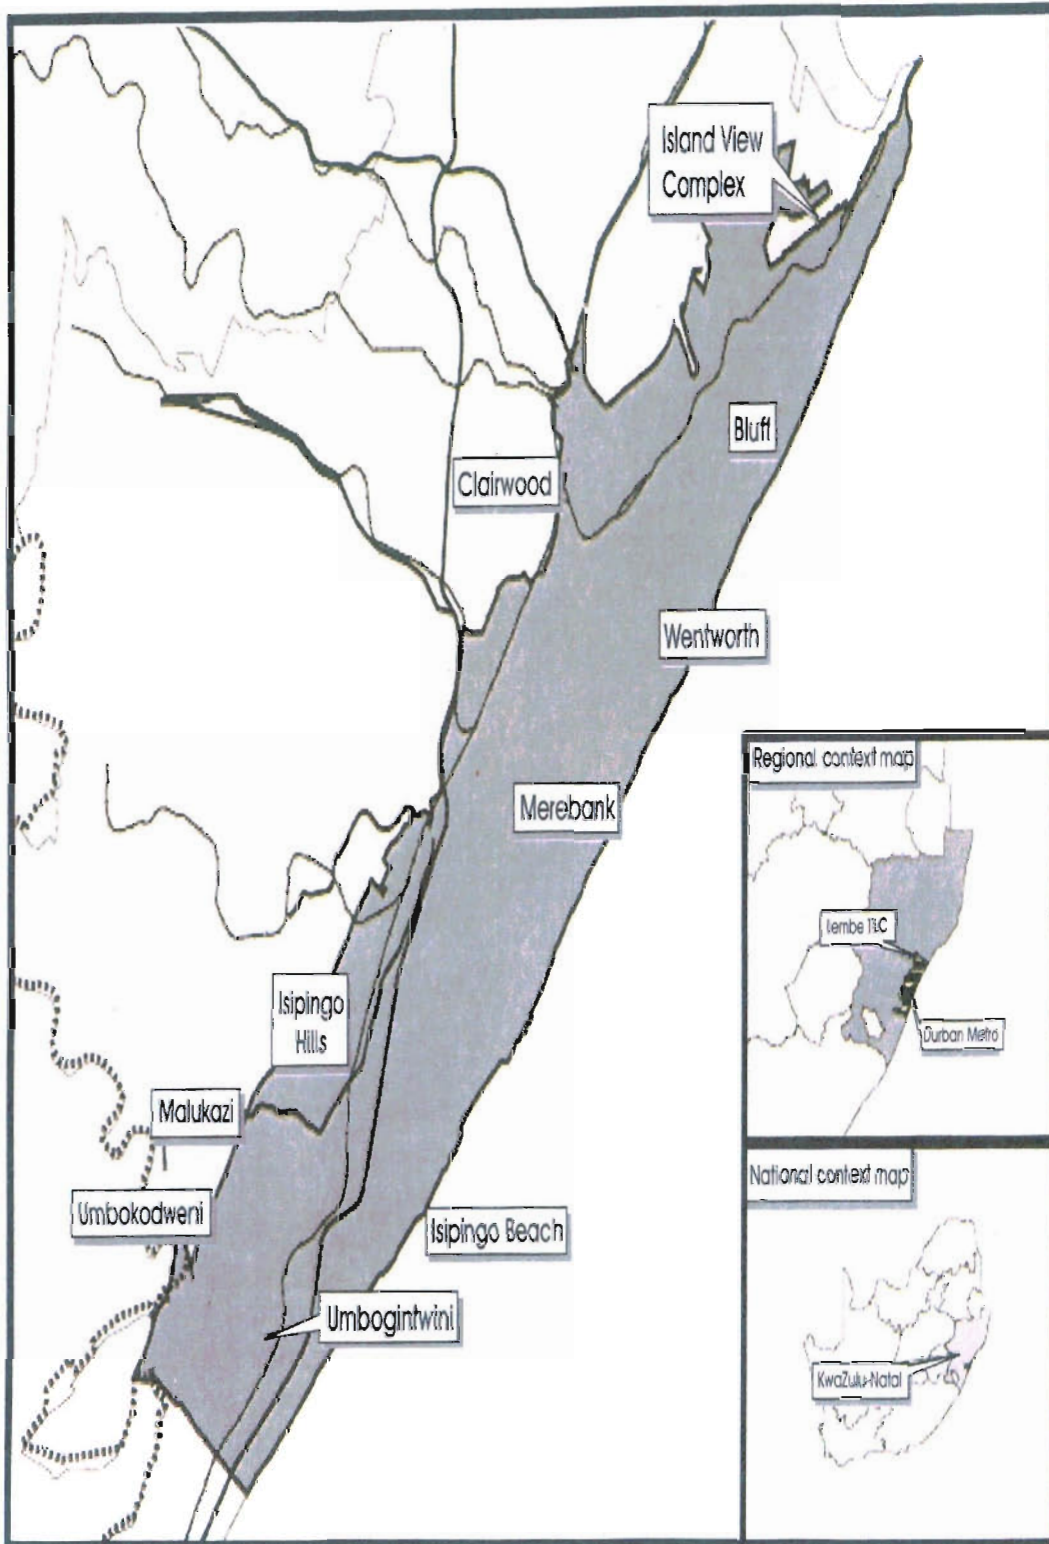 Island View
Complex
Bluff
Clairwood
Wentworth
Merebank
Isipingo
Hills
Malukazi
Umbokodweni
Isipingo Beach
Umbogintwini
Regional context map
Durban Metro
National context map
KwaZulu-Natal